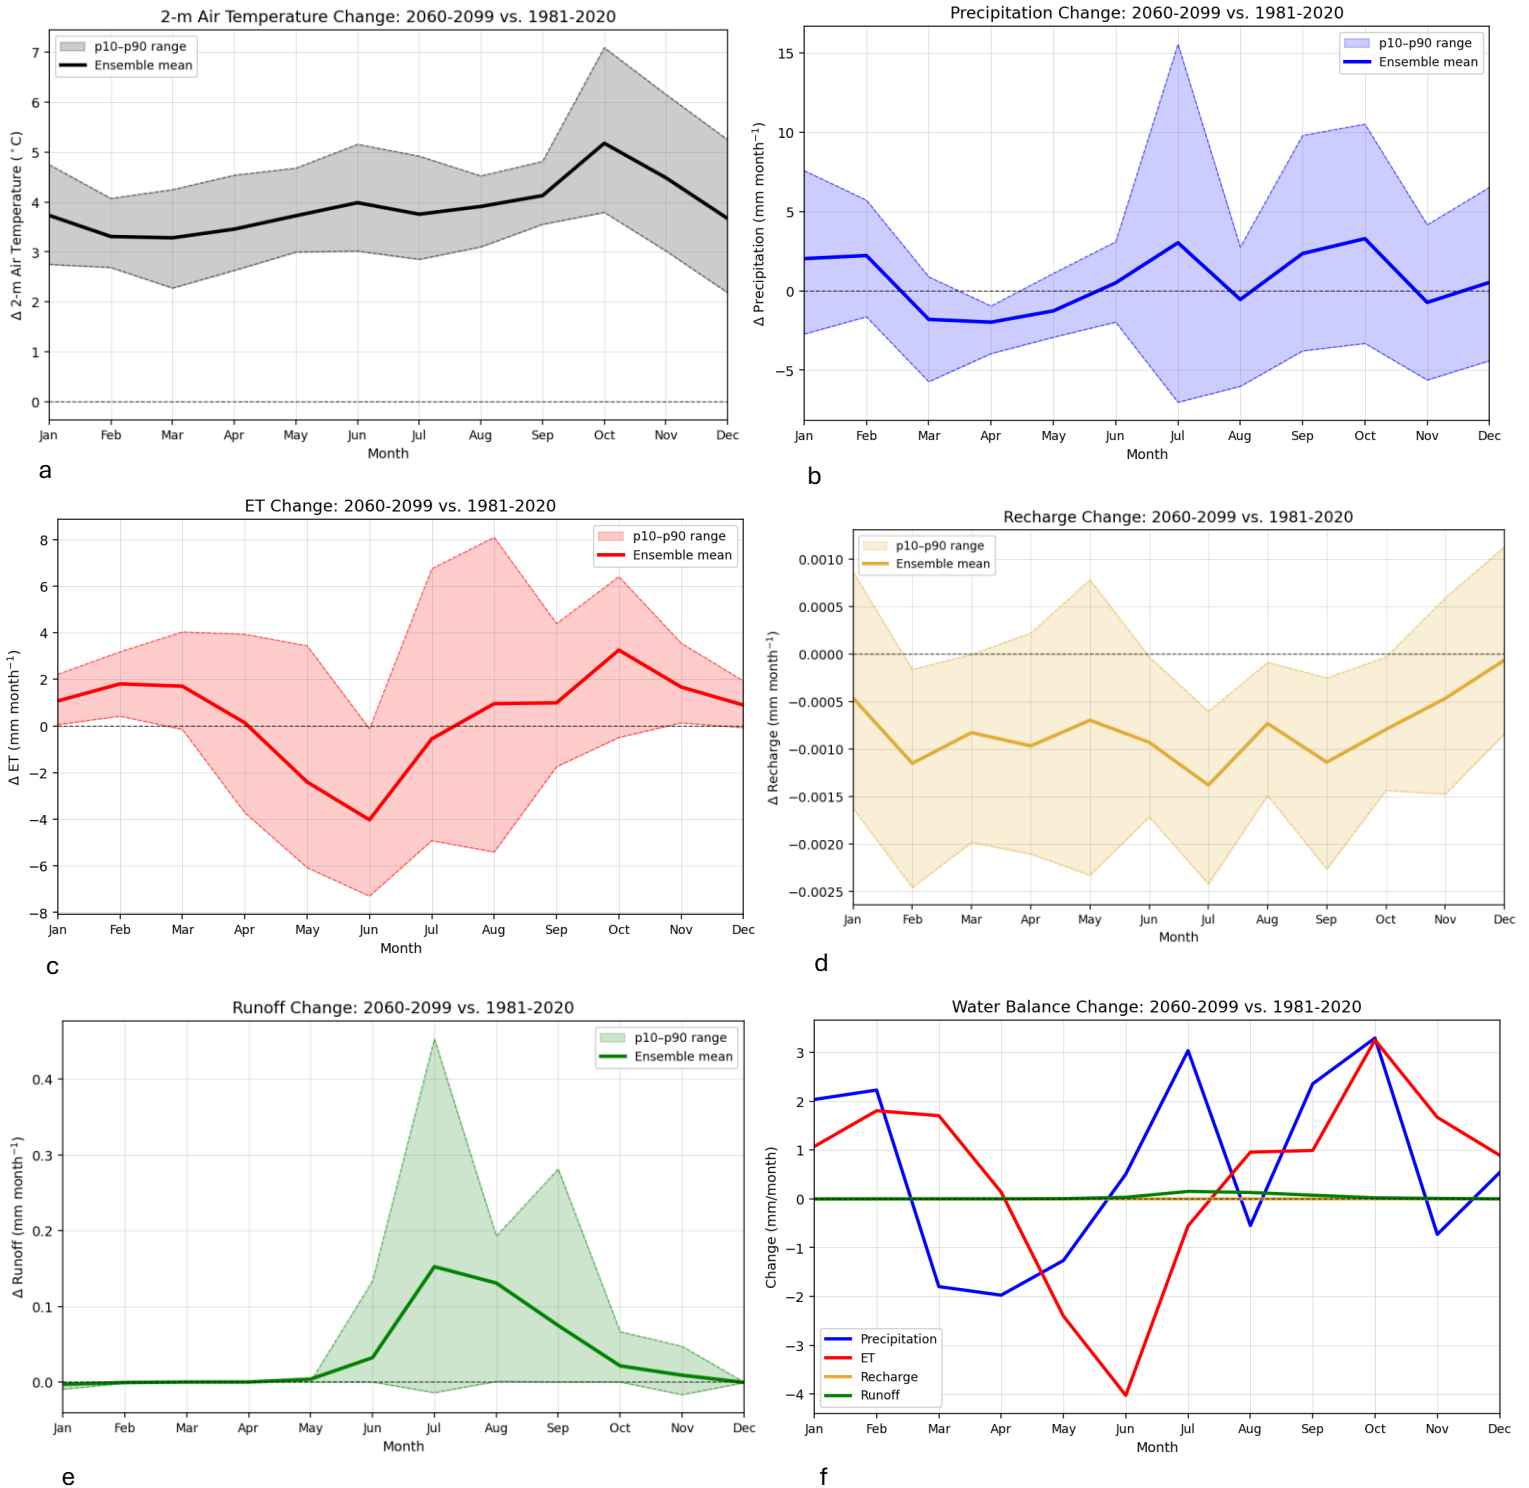 2-m Air Temperature Change: 2060-2099 vs. 1981-2020
p10–p90 range
Ensemble mean
7
6
5
4
3
2
1
0
Δ 2-m Air Temperature (°C)
Jan Feb Mar Apr May Jun Jul Aug Sep Oct Nov Dec
Month
a
Precipitation Change: 2060-2099 vs. 1981-2020
p10–p90 range
Ensemble mean
15
10
5
0
−5
Δ Precipitation (mm month⁻¹)
Jan Feb Mar Apr May Jun Jul Aug Sep Oct Nov Dec
Month
b
ET Change: 2060-2099 vs. 1981-2020
p10–p90 range
Ensemble mean
8
6
4
2
0
−2
−4
−6
−8
Δ ET (mm month⁻¹)
Jan Feb Mar Apr May Jun Jul Aug Sep Oct Nov Dec
Month
c
Recharge Change: 2060-2099 vs. 1981-2020
p10–p90 range
Ensemble mean
0.0010
0.0005
0.0000
−0.0005
−0.0010
−0.0015
−0.0020
−0.0025
Δ Recharge (mm month⁻¹)
Jan Feb Mar Apr May Jun Jul Aug Sep Oct Nov Dec
Month
d
Runoff Change: 2060-2099 vs. 1981-2020
p10–p90 range
Ensemble mean
0.4
0.3
0.2
0.1
0.0
Δ Runoff (mm month⁻¹)
Jan Feb Mar Apr May Jun Jul Aug Sep Oct Nov Dec
Month
e
Water Balance Change: 2060-2099 vs. 1981-2020
3
2
1
0
−1
−2
−3
−4
Change (mm/month)
Precipitation
ET
Recharge
Runoff
Jan Feb Mar Apr May Jun Jul Aug Sep Oct Nov Dec
Month
f